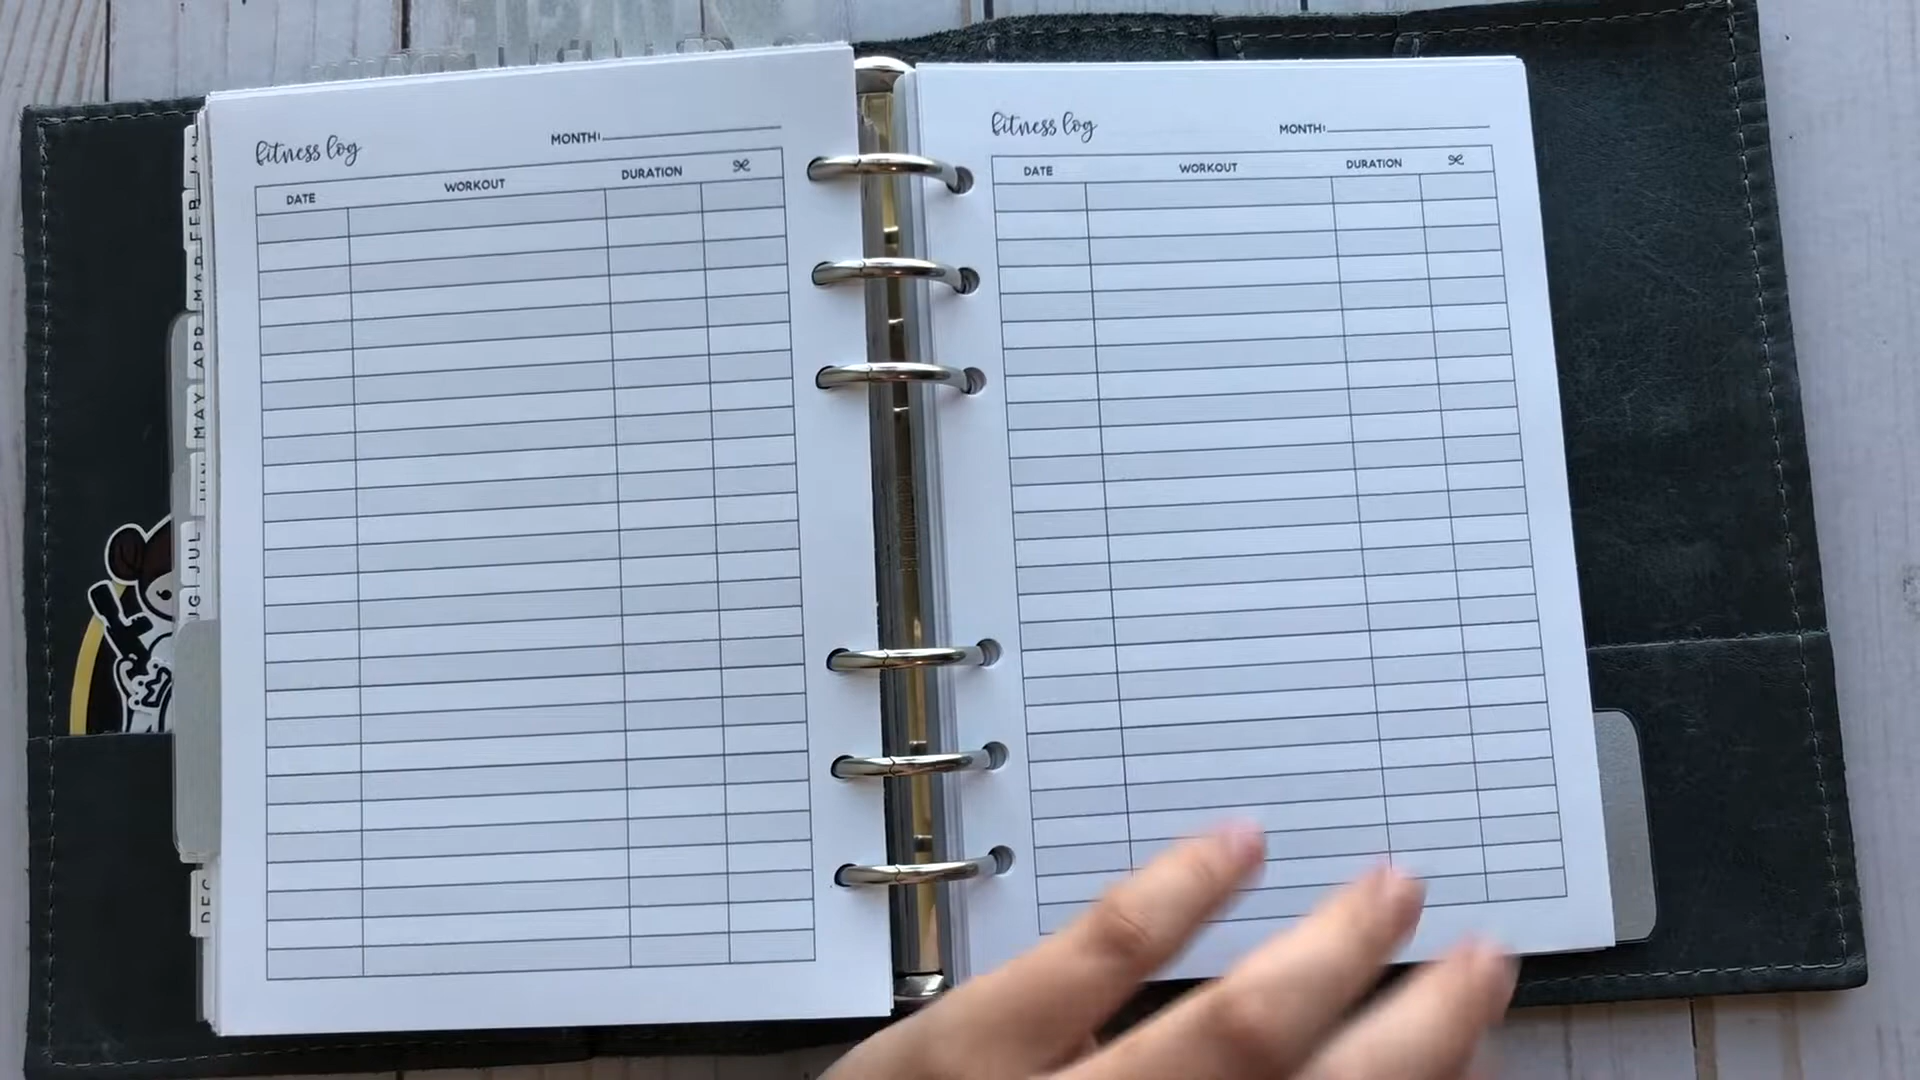 fitness log
MONTH:
DATE WORKOUT DURATION
fitness log
MONTH:
DATE WORKOUT DURATION
JAN
FEB
MAR
APR
MAY
JUN
JUL
DEC